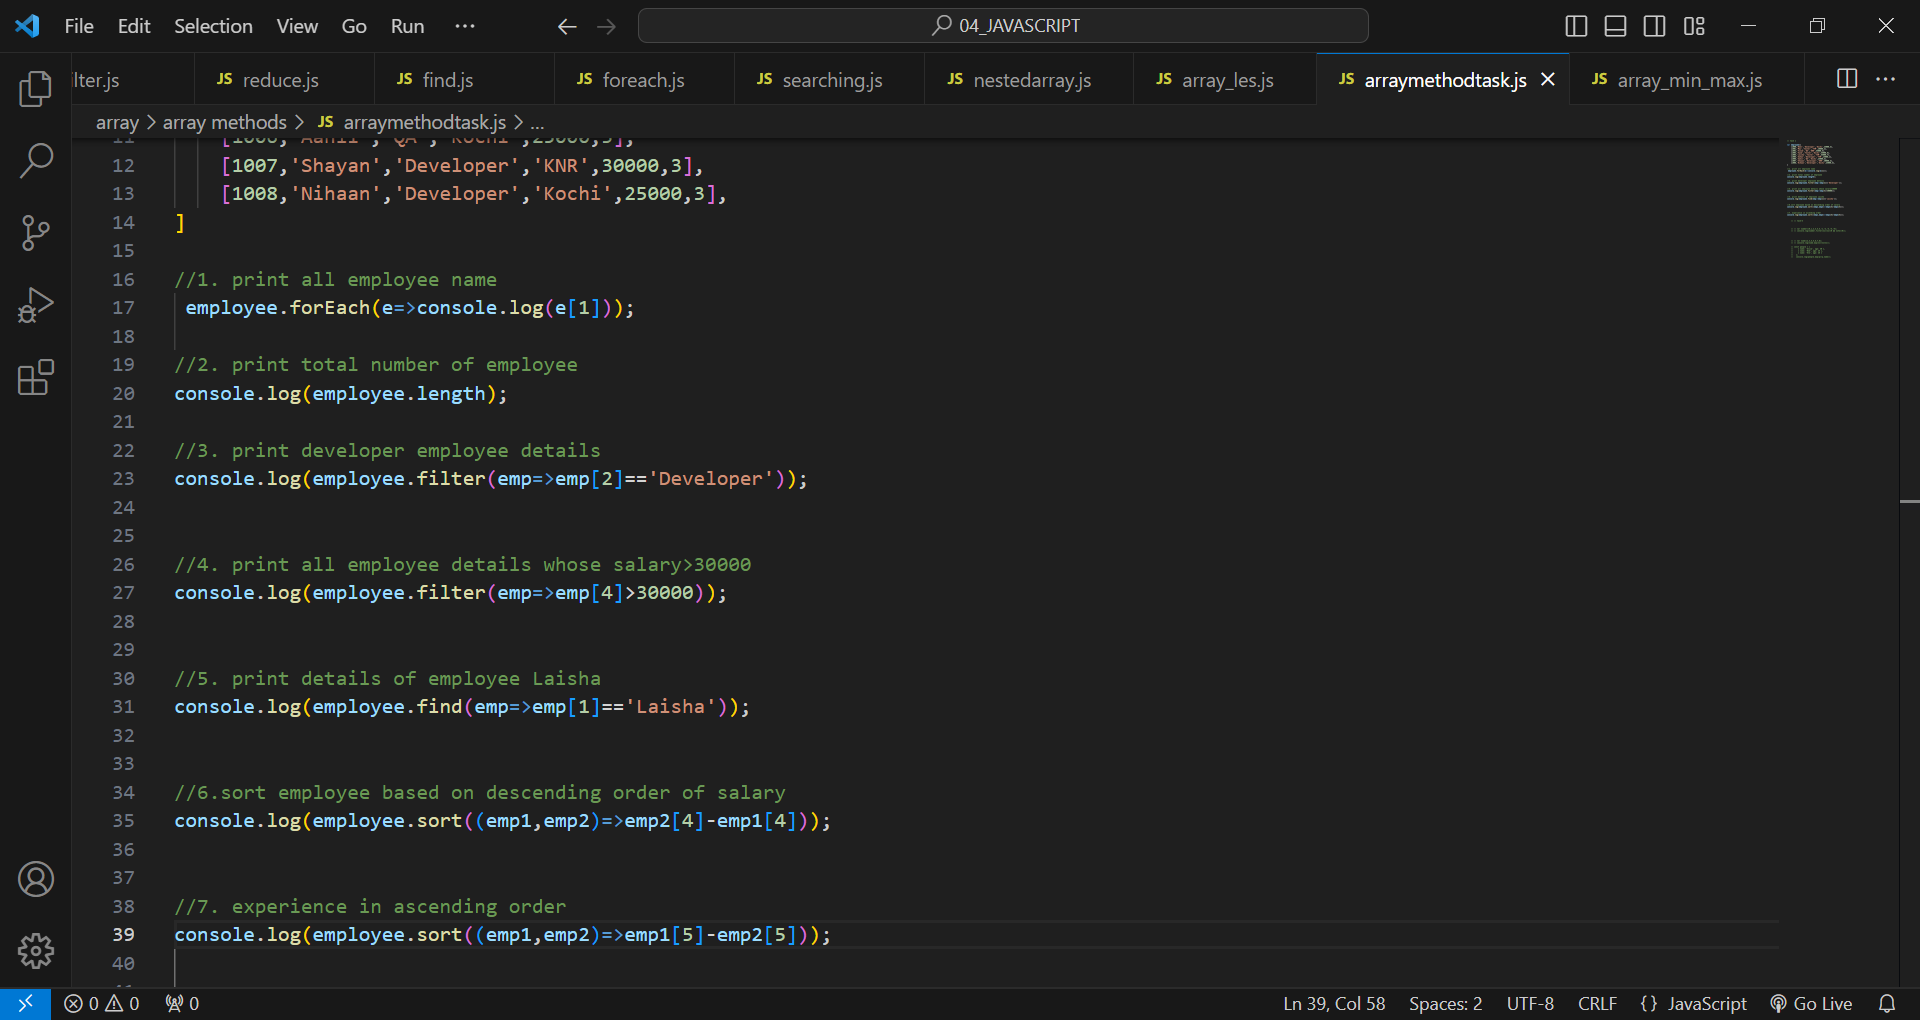 File Edit Selection View Go Run ··· 04_JAVASCRIPT
lter.js JS reduce.js JS find.js JS foreach.js JS searching.js JS nestedarray.js JS array_les.js JS arraymethodtask.js JS array_min_max.js
array > array methods > JS arraymethodtask.js > ...
11 [1006,'Aahil','QA','Kochi',25000,3],
12 [1007,'Shayan','Developer','KNR',30000,3],
13 [1008,'Nihaan','Developer','Kochi',25000,3],
14 ]
15
16 //1. print all employee name
17 employee.forEach(e=>console.log(e[1]));
18
19 //2. print total number of employee
20 console.log(employee.length);
21
22 //3. print developer employee details
23 console.log(employee.filter(emp=>emp[2]=='Developer'));
24
25
26 //4. print all employee details whose salary>30000
27 console.log(employee.filter(emp=>emp[4]>30000));
28
29
30 //5. print details of employee Laisha
31 console.log(employee.find(emp=>emp[1]=='Laisha'));
32
33
34 //6.sort employee based on descending order of salary
35 console.log(employee.sort((emp1,emp2)=>emp2[4]-emp1[4]));
36
37
38 //7. experience in ascending order
39 console.log(employee.sort((emp1,emp2)=>emp1[5]-emp2[5]));
40
0 0 0 Ln 39, Col 58 Spaces: 2 UTF-8 CRLF {} JavaScript Go Live